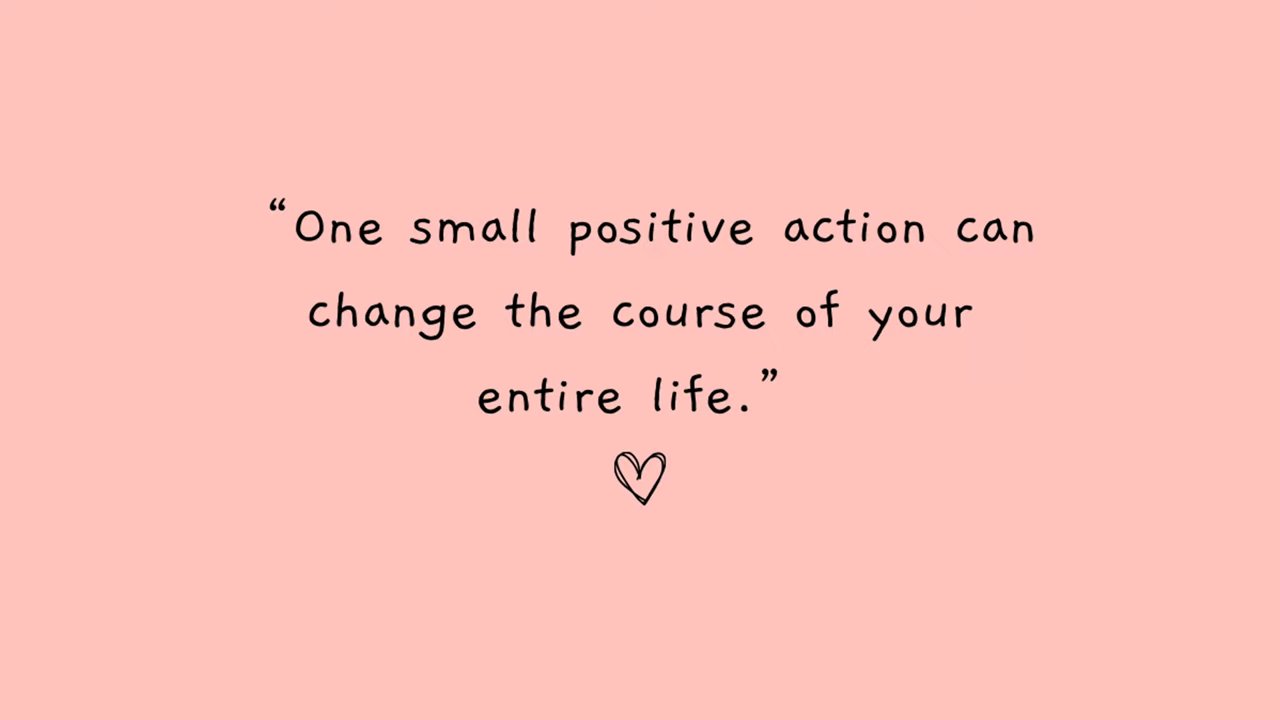 “One small positive action can
change the course of your
entire life.”